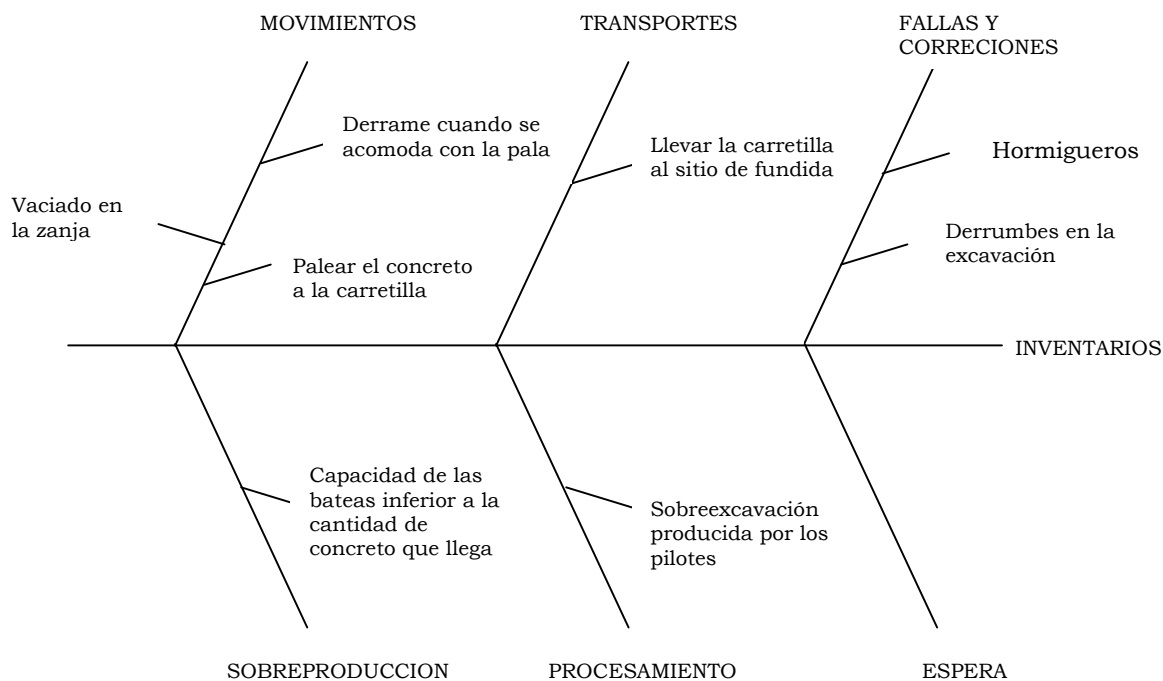 MOVIMIENTOS
TRANSPORTES
FALLAS Y
CORRECIONES
Derrame cuando se
acomoda con la pala
Llevar la carretilla
al sitio de fundida
Hormigueros
Vaciado en
la zanja
Palear el concreto
a la carretilla
Derrumbes en la
excavación
INVENTARIOS
Capacidad de las
bateas inferior a la
cantidad de
concreto que llega
Sobreexcavación
producida por los
pilotes
SOBREPRODUCCION
PROCESAMIENTO
ESPERA